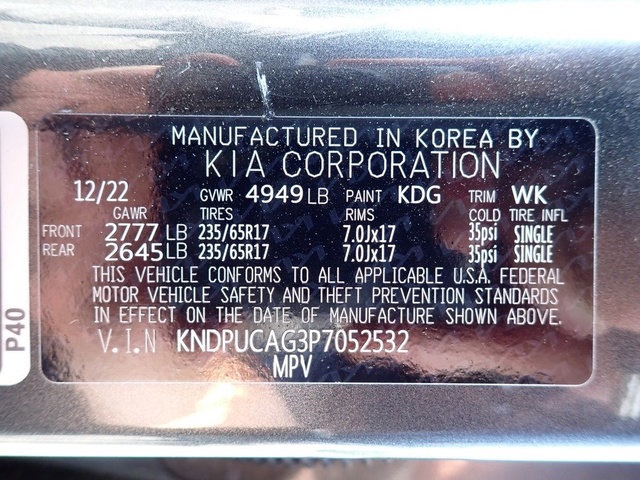 MANUFACTURED IN KOREA BY
KIA CORPORATION
12/22 GVWR 4949 LB PAINT KDG TRIM WK
GAWR TIRES RIMS COLD TIRE INFL
FRONT 2777 LB 235/65R17 7.0Jx17 35psi SINGLE
REAR 2645 LB 235/65R17 7.0Jx17 35psi SINGLE
THIS VEHICLE CONFORMS TO ALL APPLICABLE U.S.A. FEDERAL
MOTOR VEHICLE SAFETY AND THEFT PREVENTION STANDARDS
IN EFFECT ON THE DATE OF MANUFACTURE SHOWN ABOVE.
V.I.N KNDPUCAG3P7052532
MPV
P40